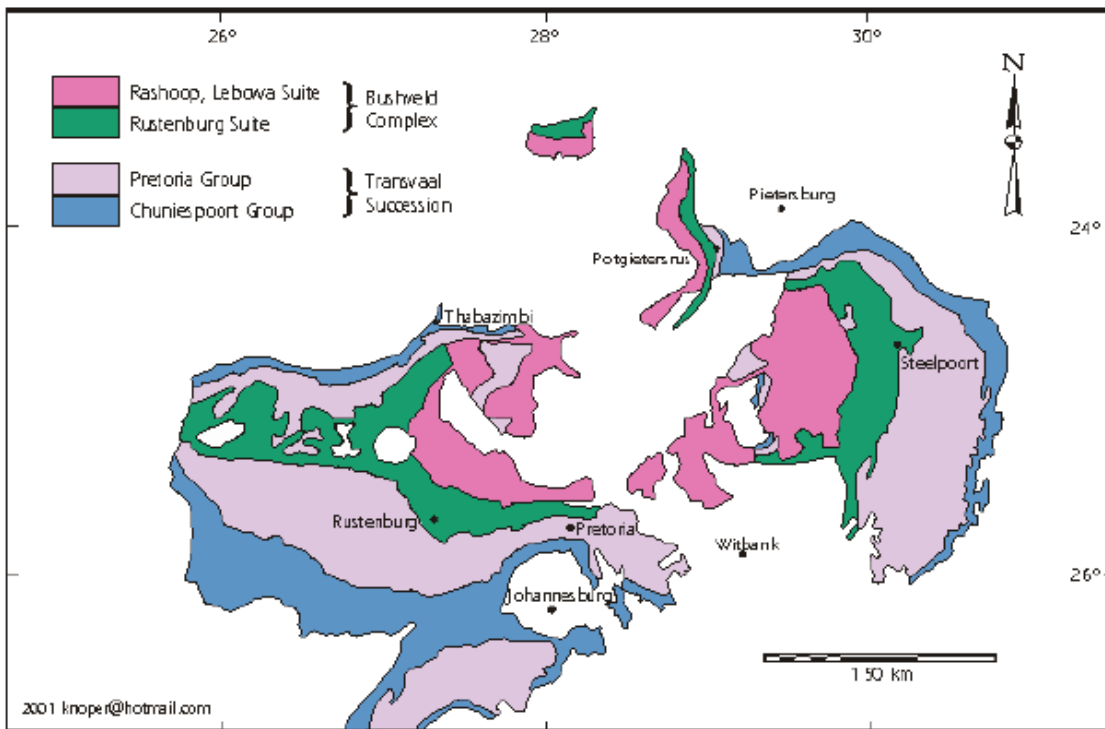 26° 28° 30°
N
Rashoop, Lebowa Suite
Rustenburg Suite
Bushveld
Complex
Pretoria Group
Chuniespoort Group
Transvaal
Succession
Pietersburg
24°
Potgietersrus
Thabazimbi
Steelpoort
Rustenburg
Pretoria
Witbank
26°
Johannesburg
150 km
2001 knoper@hotmail.com